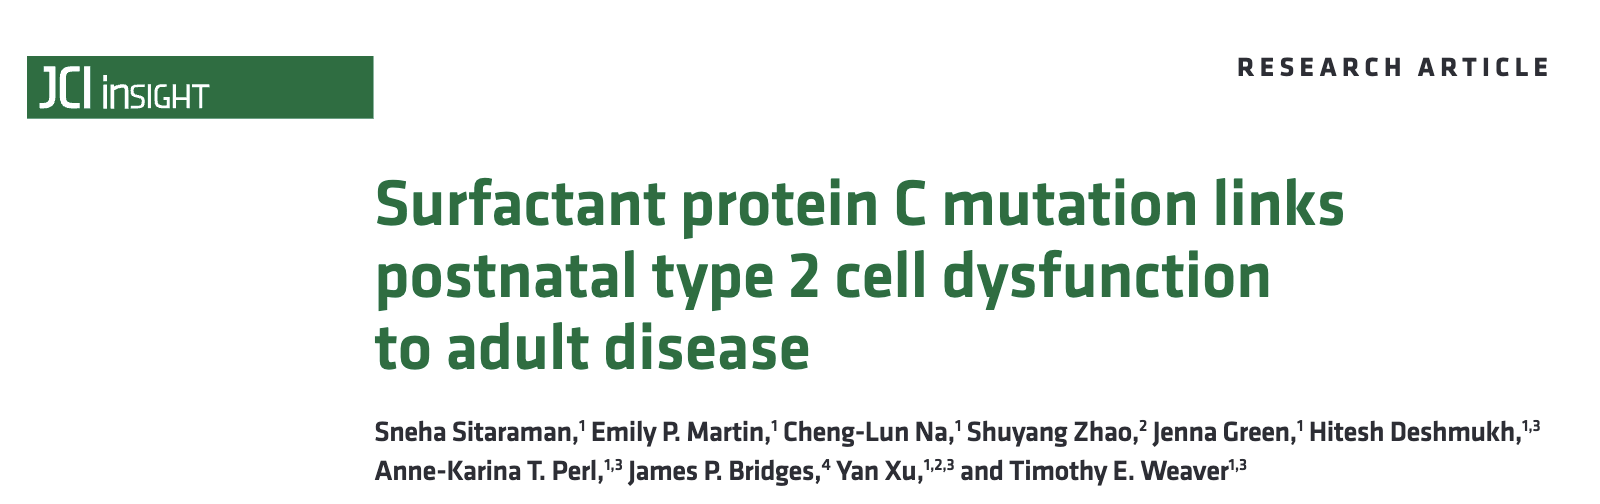 JCI insight
RESEARCH ARTICLE
Surfactant protein C mutation links
postnatal type 2 cell dysfunction
to adult disease
Sneha Sitaraman,1 Emily P. Martin,1 Cheng-Lun Na,1 Shuyang Zhao,2 Jenna Green,1 Hitesh Deshmukh,1,3
Anne-Karina T. Perl,1,3 James P. Bridges,4 Yan Xu,1,2,3 and Timothy E. Weaver1,3